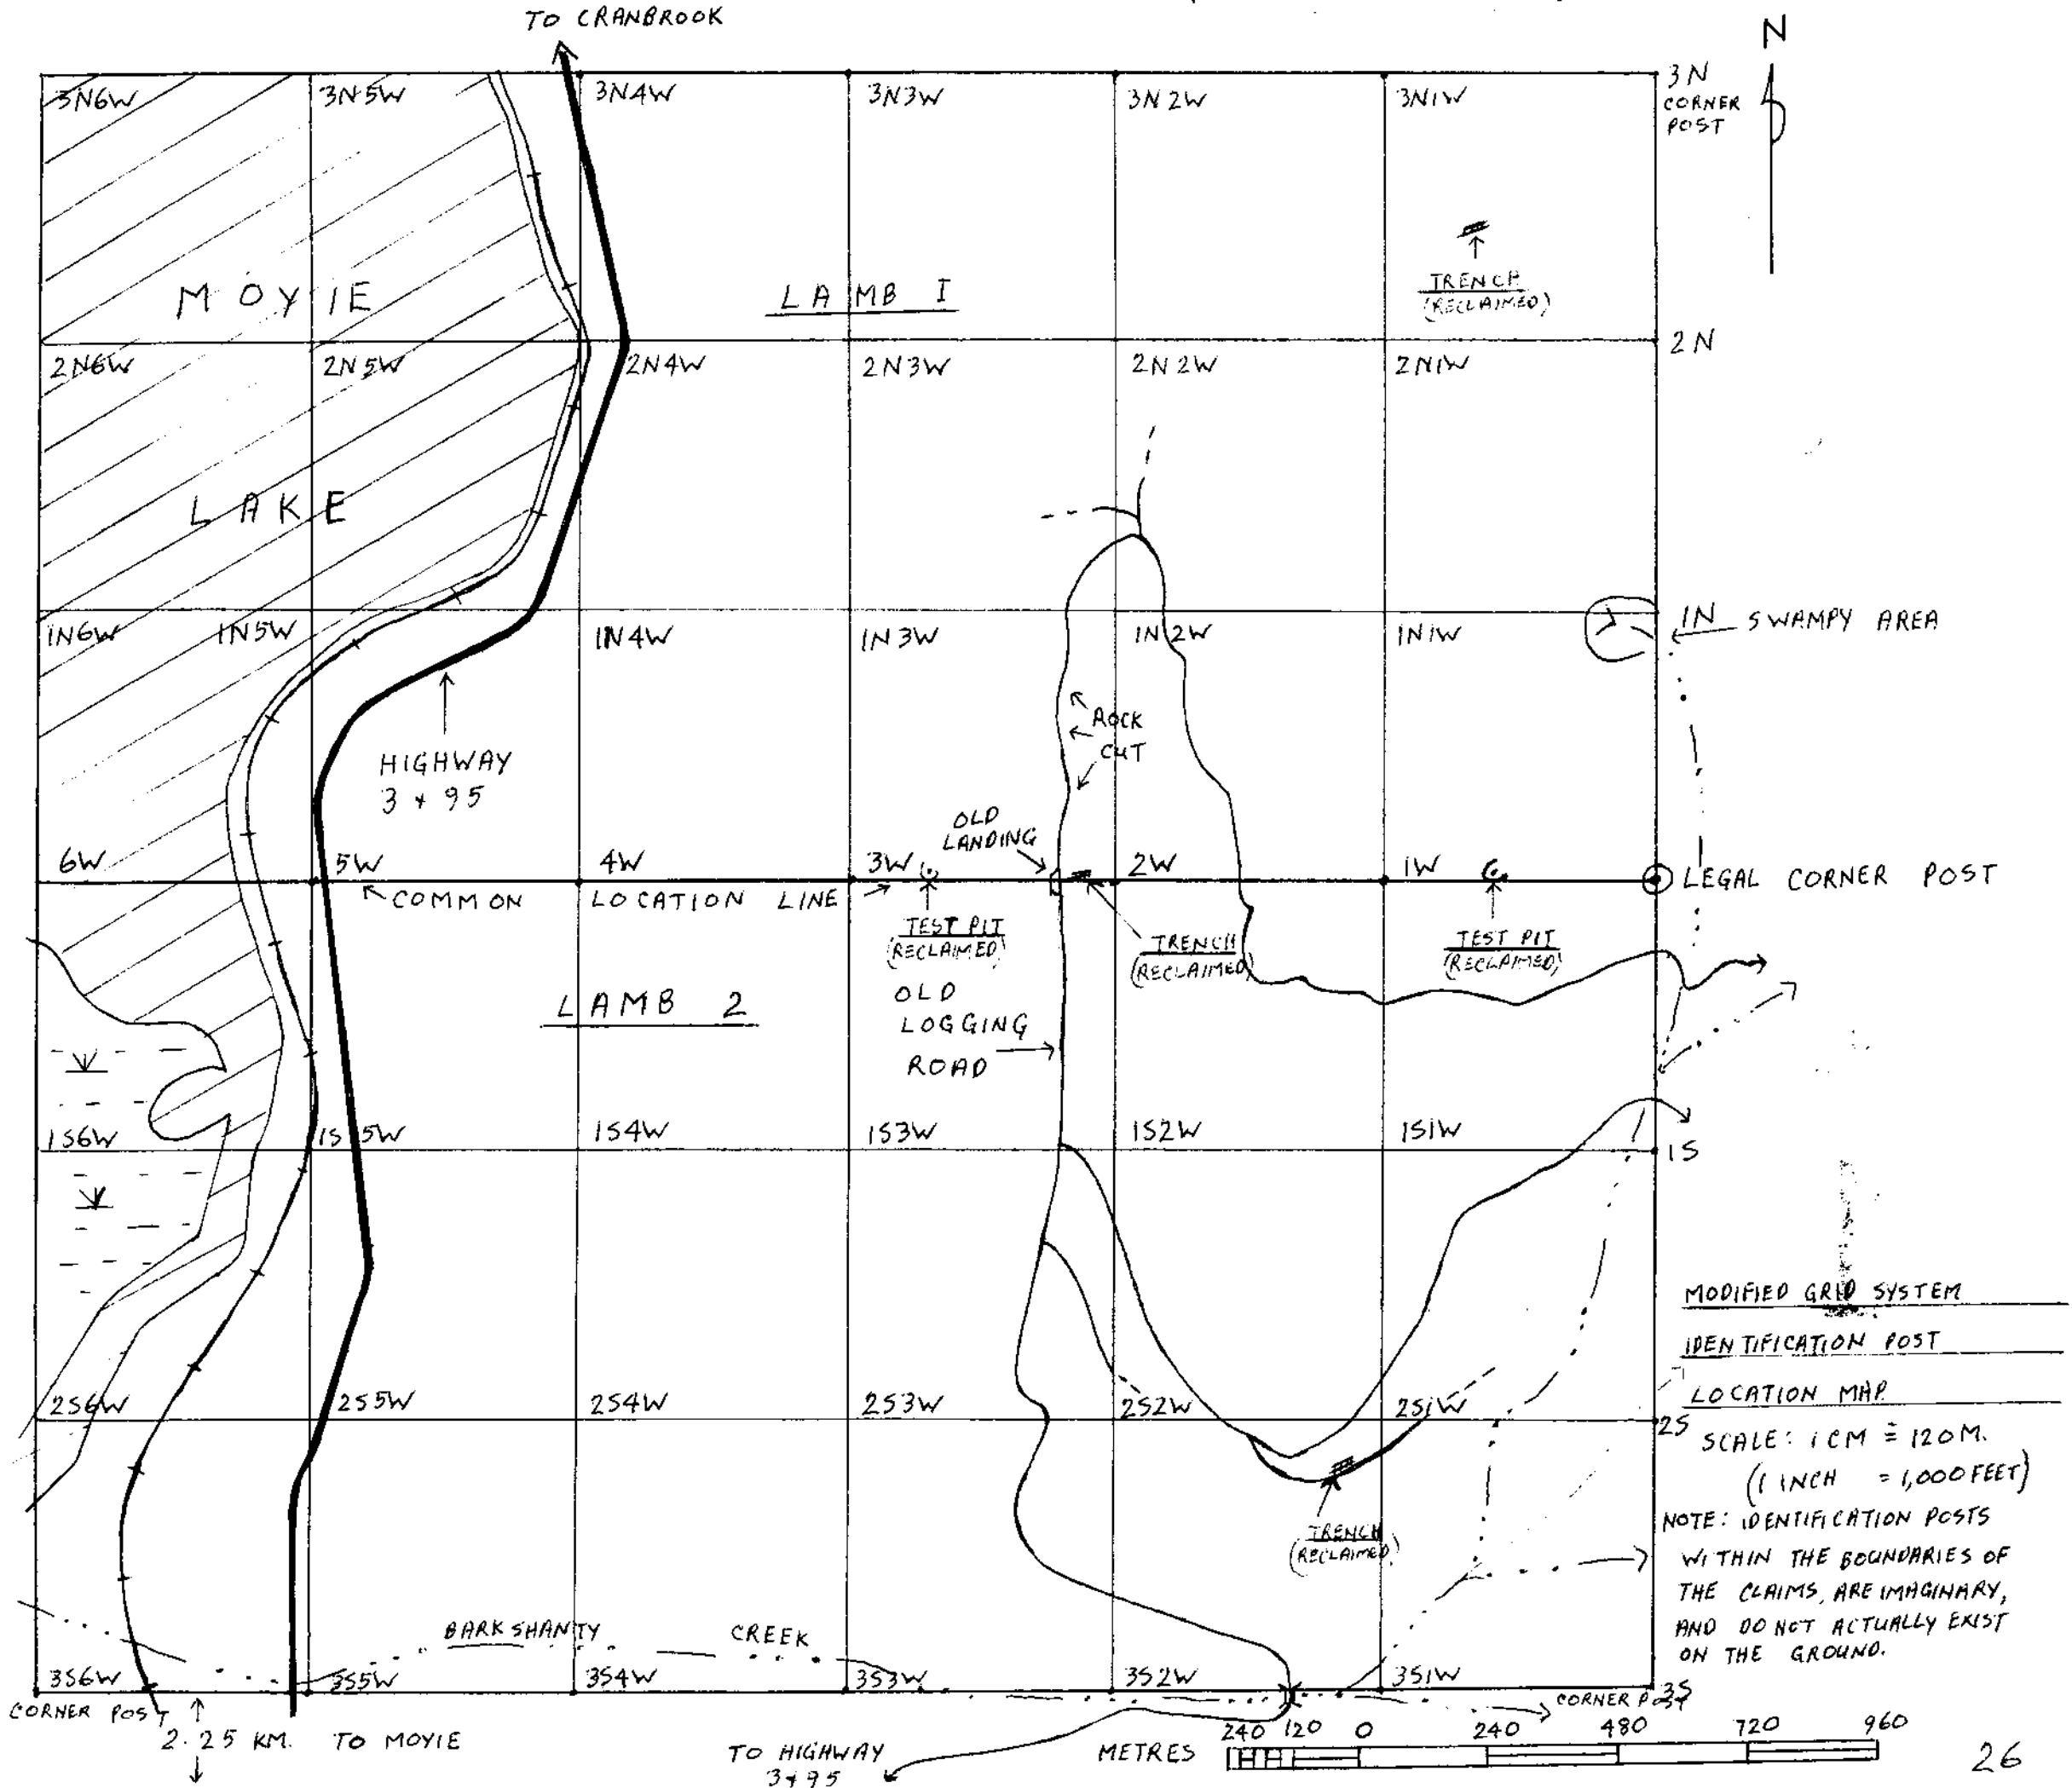 TO CRANBROOK
N
3N6W 3N5W 3N4W 3N3W 3N2W 3N1W 3N
CORNER
POST
TRENCH
(RECLAIMED)
MOYIE
LAMB I
2N6W 2N5W 2N4W 2N3W 2N2W 2N1W 2N
LAKE
1N6W 1N5W 1N4W 1N3W 1N2W 1N1W 1N
SWAMPY AREA
ROCK
CUT
HIGHWAY
3 + 95
OLD
LANDING
6W 5W 4W 3W 2W 1W
LEGAL CORNER POST
COMMON LOCATION LINE
TEST PIT
(RECLAIMED)
TRENCH
(RECLAIMED)
TEST PIT
(RECLAIMED)
LAMB 2
OLD
LOGGING
ROAD
1S6W 1S5W 1S4W 1S3W 1S2W 1S1W 1S
MODIFIED GRID SYSTEM
IDENTIFICATION POST
LOCATION MAP
2S6W 2S5W 2S4W 2S3W 2S2W 2S1W 2S
SCALE: 1 CM = 120 M.
(1 INCH = 1,000 FEET)
TRENCH
(RECLAIMED)
NOTE: IDENTIFICATION POSTS
WITHIN THE BOUNDARIES OF
THE CLAIMS, ARE IMAGINARY,
AND DO NOT ACTUALLY EXIST
ON THE GROUND.
BARKSHANTY CREEK
3S6W 3S5W 3S4W 3S3W 3S2W 3S1W 3S
CORNER POST
CORNER POST
2.25 KM. TO MOYIE
TO HIGHWAY
3+95
METRES 240 120 0 240 480 720 960
26